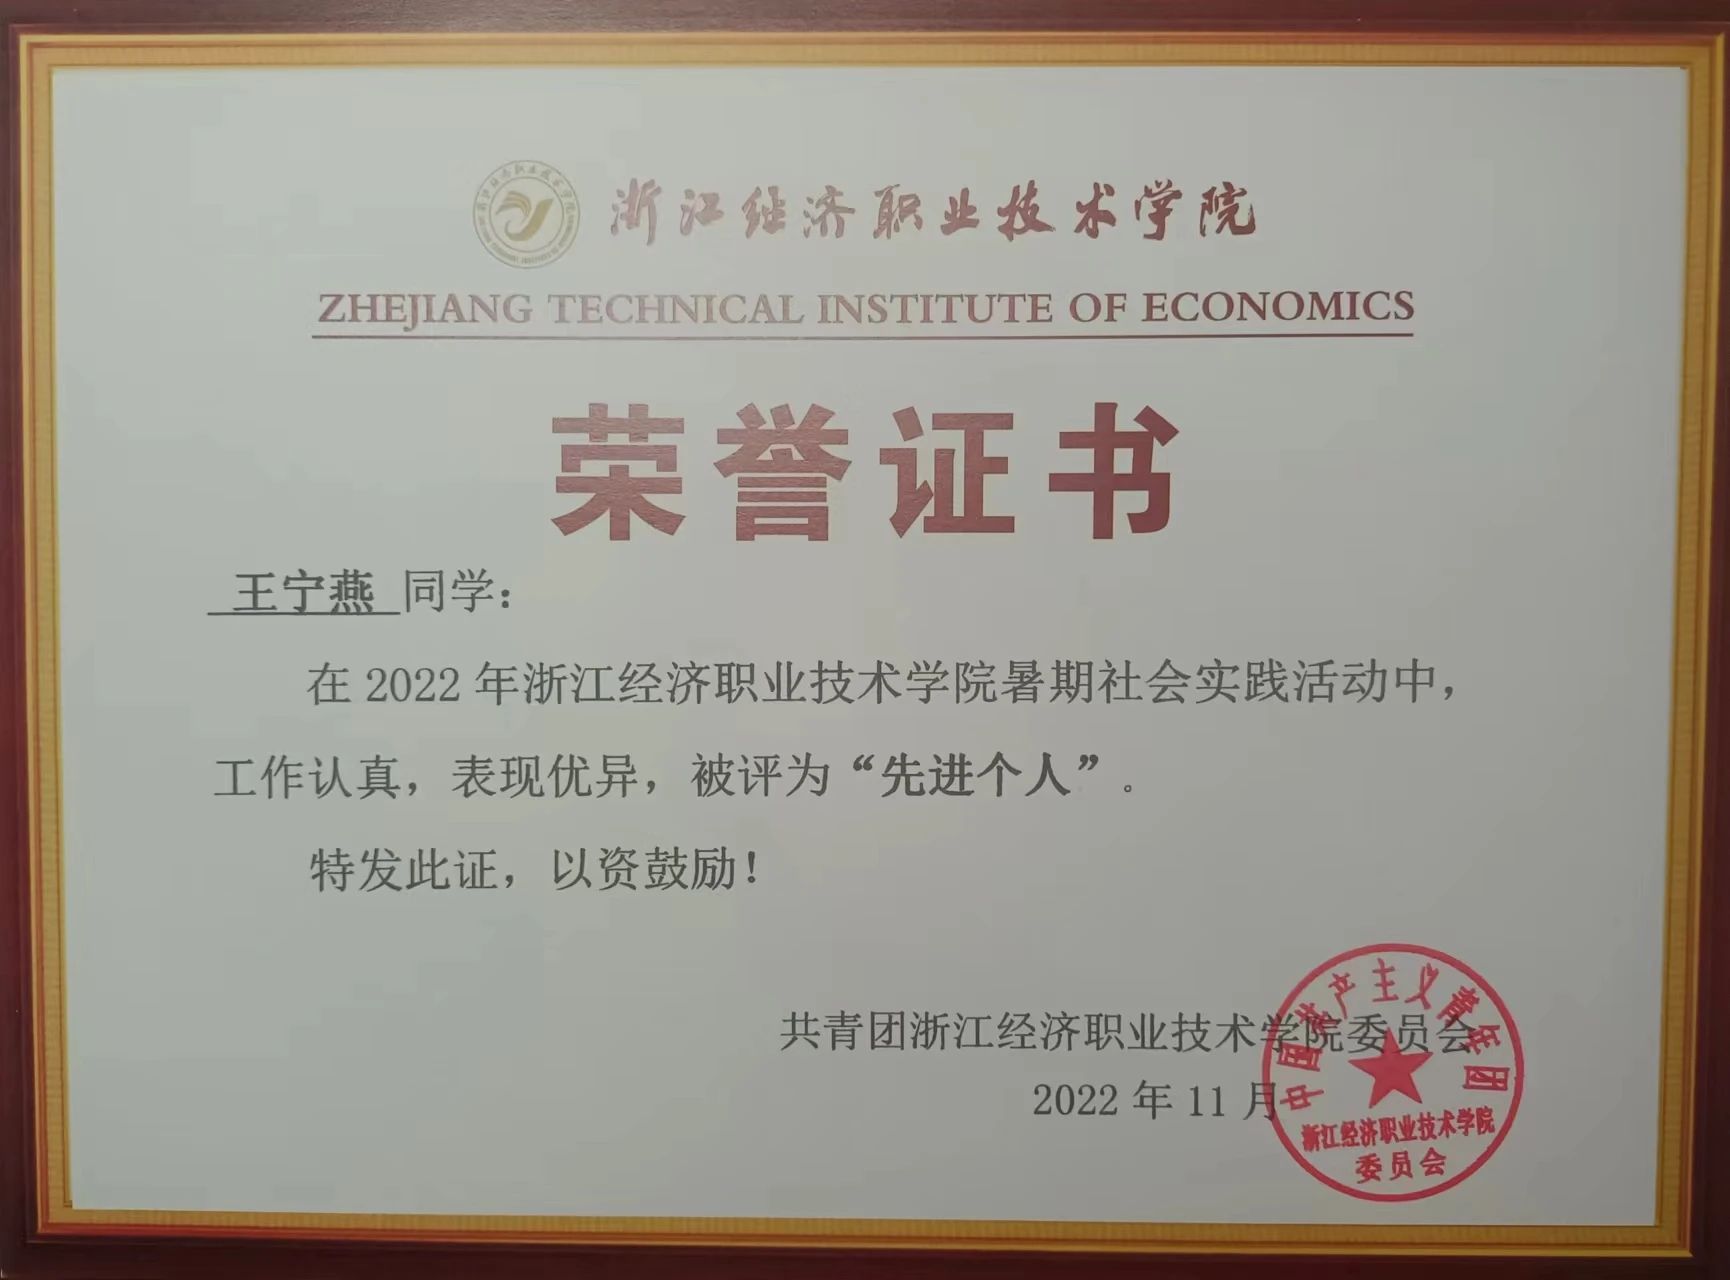 浙江经济职业技术学院
ZHEJIANG TECHNICAL INSTITUTE OF ECONOMICS
荣誉证书
王宁燕 同学：
在 2022 年浙江经济职业技术学院暑期社会实践活动中，
工作认真，表现优异，被评为“先进个人”。
特发此证，以资鼓励！
共青团浙江经济职业技术学院委员会
2022 年 11 月
中国共产主义青年团
浙江经济职业技术学院
委员会